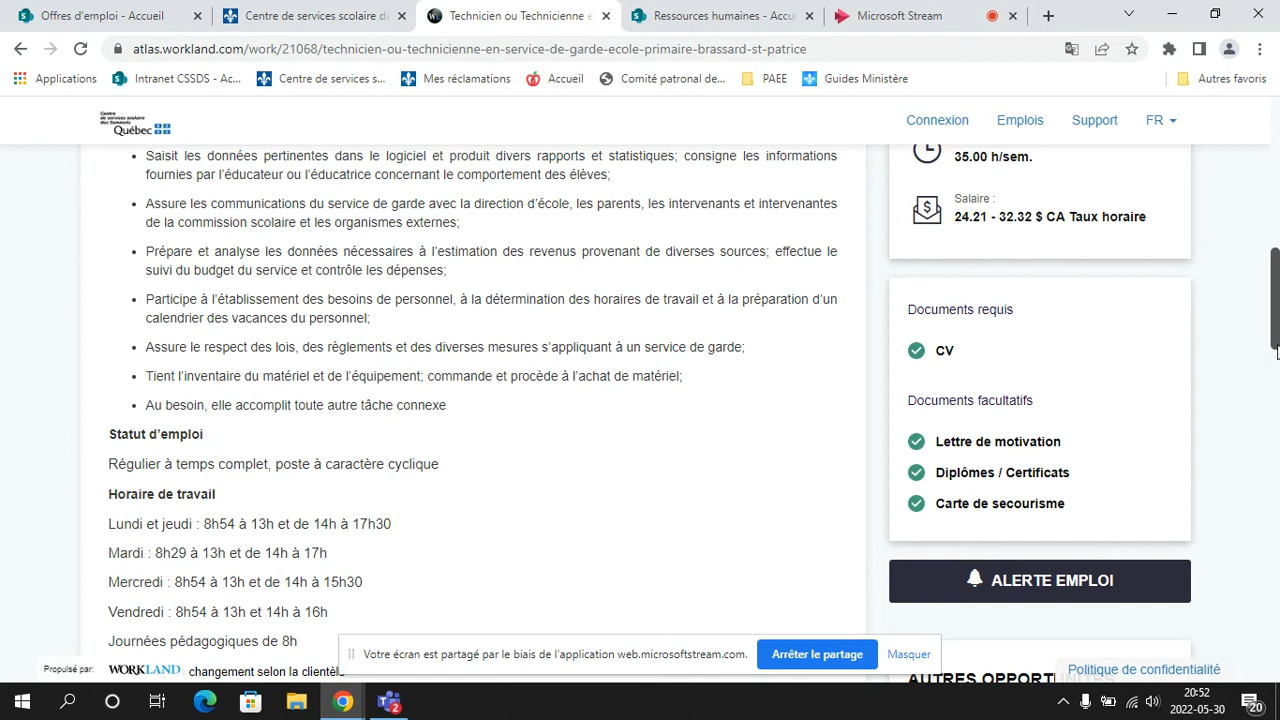 Offres d'emploi - Accueil
Centre de services scolaire d
Technicien ou Technicienne e
Ressources humaines - Accu
Microsoft Stream
atlas.workland.com/work/21068/technicien-ou-technicienne-en-service-de-garde-ecole-primaire-brassard-st-patrice
Applications
Intranet CSSDS - Ac...
Centre de services s...
Mes réclamations
Accueil
Comité patronal de...
PAEE
Guides Ministère
Autres favoris
Centre de services scolaire des Sommets
Québec
Connexion
Emplois
Support
FR
Saisit les données pertinentes dans le logiciel et produit divers rapports et statistiques; consigne les informations
fournies par l'éducateur ou l'éducatrice concernant le comportement des élèves;
Assure les communications du service de garde avec la direction d'école, les parents, les intervenants et intervenantes
de la commission scolaire et les organismes externes;
Prépare et analyse les données nécessaires à l'estimation des revenus provenant de diverses sources; effectue le
suivi du budget du service et contrôle les dépenses;
Participe à l'établissement des besoins de personnel, à la détermination des horaires de travail et à la préparation d'un
calendrier des vacances du personnel;
Assure le respect des lois, des règlements et des diverses mesures s'appliquant à un service de garde;
Tient l'inventaire du matériel et de l'équipement; commande et procède à l'achat de matériel;
Au besoin, elle accomplit toute autre tâche connexe
Statut d'emploi
Régulier à temps complet, poste à caractère cyclique
Horaire de travail
Lundi et jeudi : 8h54 à 13h et de 14h à 17h30
Mardi : 8h29 à 13h et de 14h à 17h
Mercredi : 8h54 à 13h et de 14h à 15h30
Vendredi : 8h54 à 13h et 14h à 16h
Journées pédagogiques de 8h
changement selon la clientèle
35.00 h/sem.
Salaire :
24.21 - 32.32 $ CA Taux horaire
Documents requis
CV
Documents facultatifs
Lettre de motivation
Diplômes / Certificats
Carte de secourisme
ALERTE EMPLOI
AUTRES OPPORTUNITÉS
Propulsé par:
WORKLAND
Votre écran est partagé par le biais de l'application web.microsoftstream.com.
Arrêter le partage
Masquer
Politique de confidentialité
2
20:52
2022-05-30
20